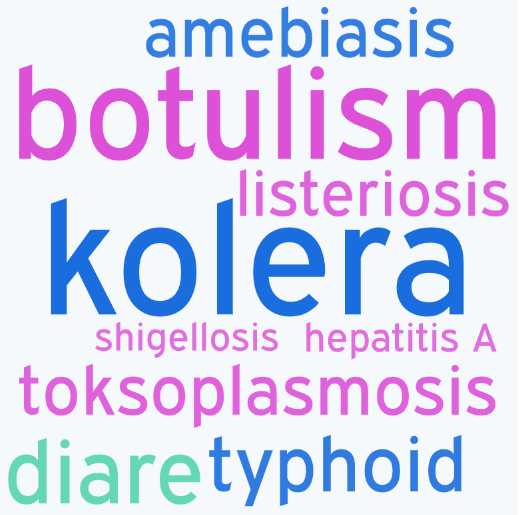 amebiasis
botulism
listeriosis
kolera
shigellosis hepatitis A
toksoplasmosis
diare typhoid